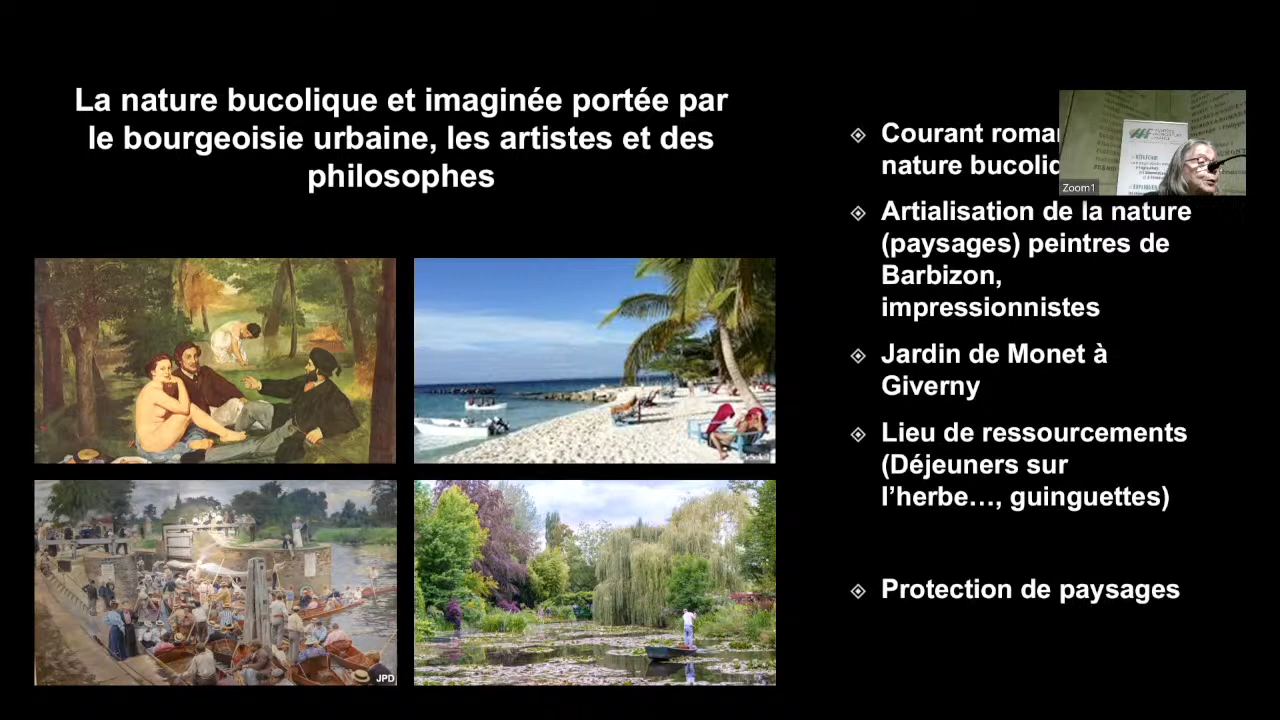 La nature bucolique et imaginée portée par
le bourgeoisie urbaine, les artistes et des
philosophes
Courant
nature
Zoom1
Artialisation de la nature
(paysages) peintres de
Barbizon,
impressionnistes
Jardin de Monet à
Giverny
Lieu de ressourcements
(Déjeuners sur
l’herbe…, guinguettes)
Protection de paysages
JPD